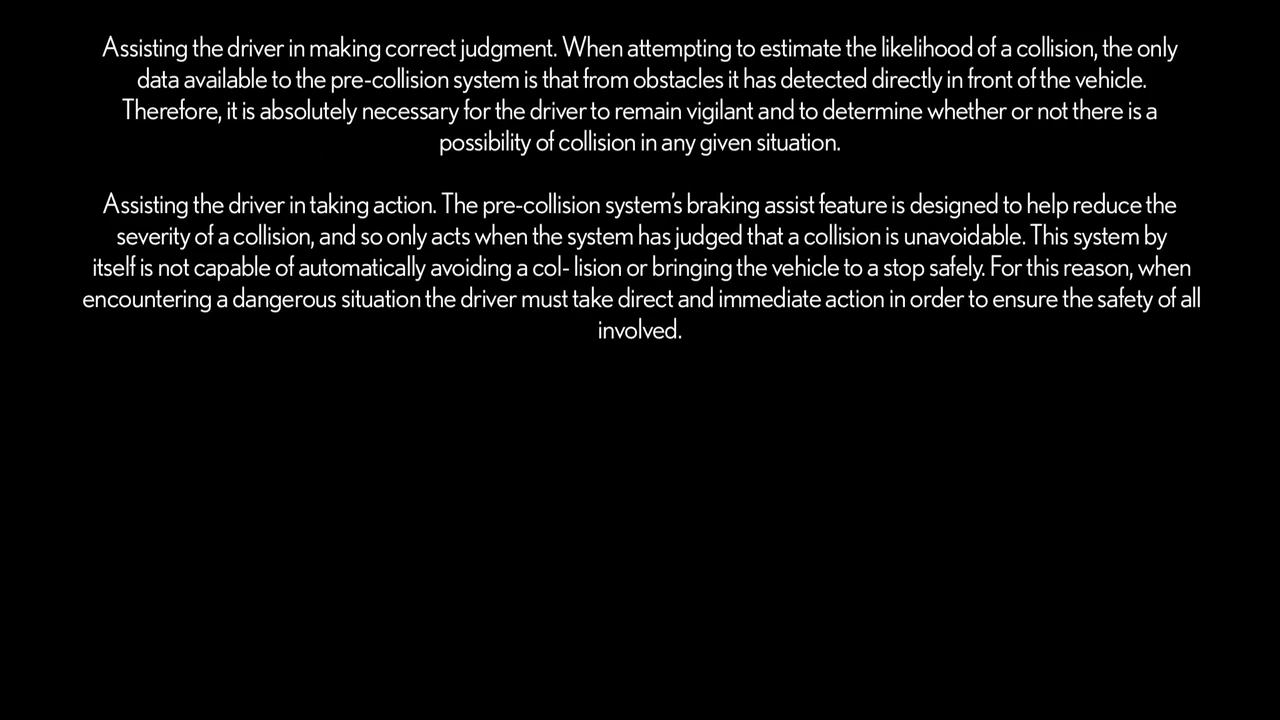 Assisting the driver in making correct judgment. When attempting to estimate the likelihood of a collision, the only
data available to the pre-collision system is that from obstacles it has detected directly in front of the vehicle.
Therefore, it is absolutely necessary for the driver to remain vigilant and to determine whether or not there is a
possibility of collision in any given situation.
Assisting the driver in taking action. The pre-collision system’s braking assist feature is designed to help reduce the
severity of a collision, and so only acts when the system has judged that a collision is unavoidable. This system by
itself is not capable of automatically avoiding a col- lision or bringing the vehicle to a stop safely. For this reason, when
encountering a dangerous situation the driver must take direct and immediate action in order to ensure the safety of all
involved.